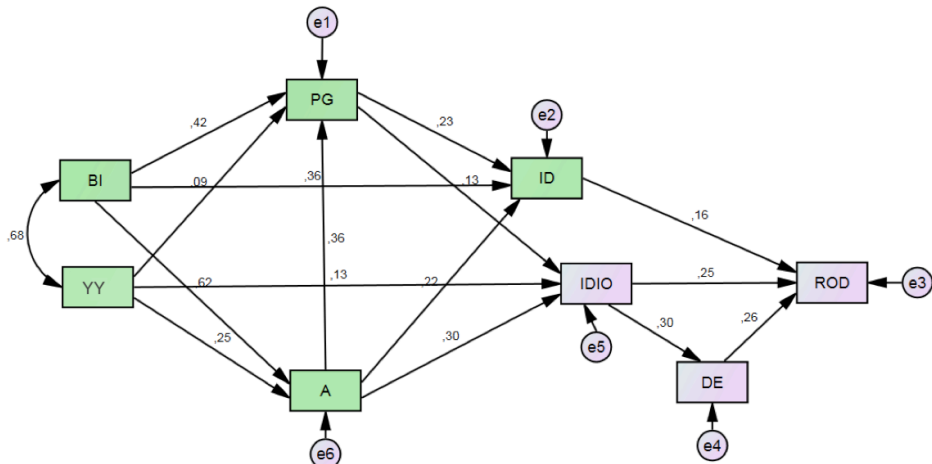 e1
PG
e2
,42
,23
BI
,09
,36
,13
ID
,68
,16
,36
YY
,62
,13
,22
IDIO
,25
ROD
e3
,25
,30
e5
,30
,26
A
DE
e6
e4